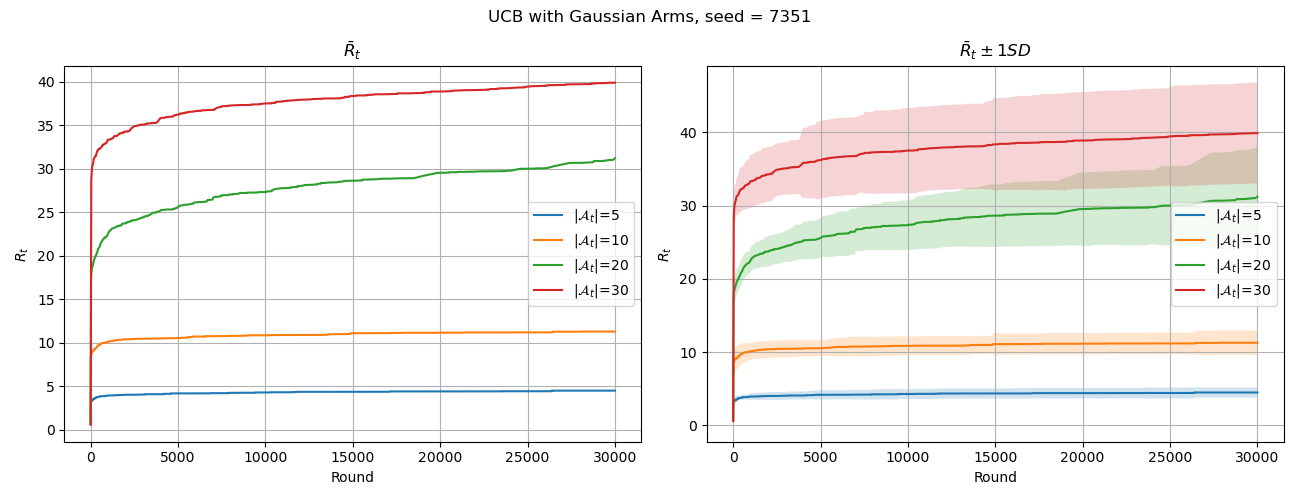 UCB with Gaussian Arms, seed = 7351
R̄ₜ
40
35
30
25
20
15
10
5
0
Rₜ
0 5000 10000 15000 20000 25000 30000
Round
|𝒜ₜ|=5
|𝒜ₜ|=10
|𝒜ₜ|=20
|𝒜ₜ|=30
R̄ₜ ± 1SD
40
30
20
10
0
Rₜ
0 5000 10000 15000 20000 25000 30000
Round
|𝒜ₜ|=5
|𝒜ₜ|=10
|𝒜ₜ|=20
|𝒜ₜ|=30